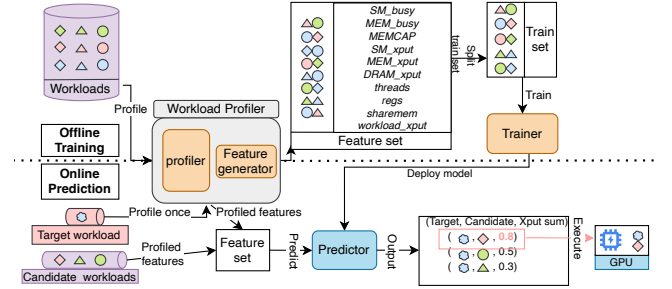 Workloads
Profile
Offline
Training
Online
Prediction
Workload Profiler
profiler
Feature
generator
SM_busy
MEM_busy
MEMCAP
SM_xput
MEM_xput
DRAM_xput
threads
regs
sharemem
workload_xput
Feature set
Split
train set
Train
set
Train
Trainer
Deploy model
Target workload
Profile once
Profiled features
Candidate workloads
Profiled
features
Feature
set
Predict
Predictor
Output
(Target, Candidate, Xput sum)
( , , 0.8)
( , , 0.5)
( , , 0.3)
Execute
GPU